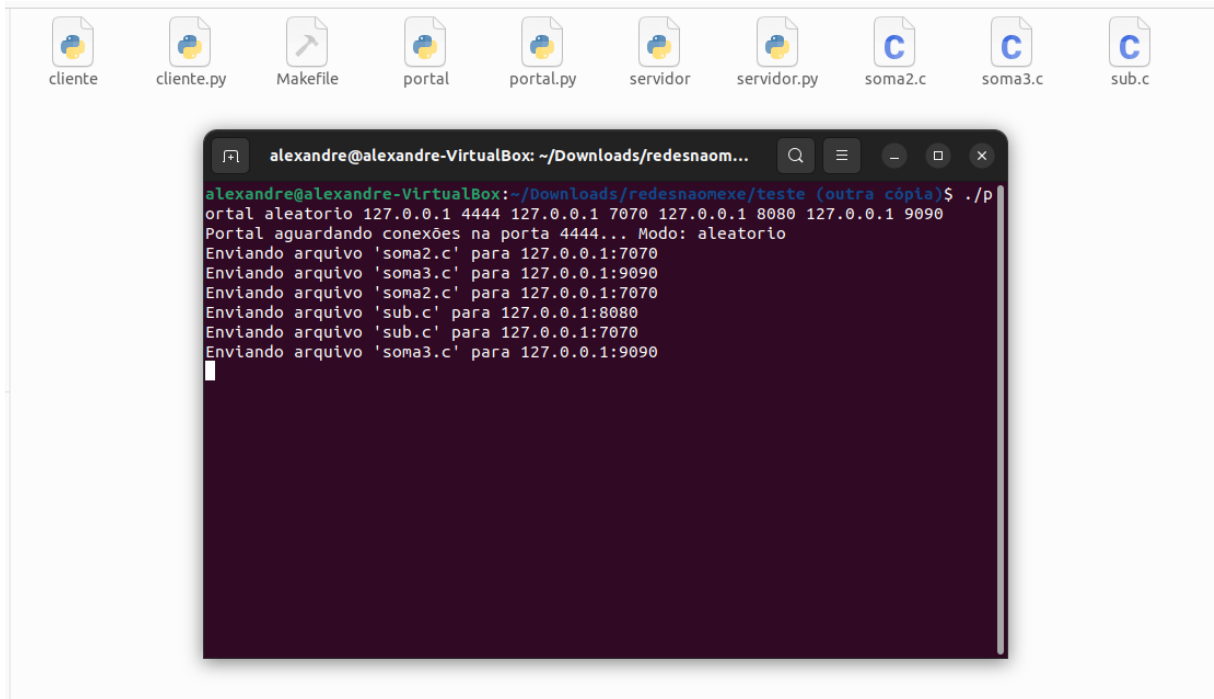 cliente cliente.py Makefile portal portal.py servidor servidor.py soma2.c soma3.c sub.c
alexandre@alexandre-VirtualBox: ~/Downloads/redesnaom...
alexandre@alexandre-VirtualBox:~/Downloads/redesnaomexe/teste (outra cópia)$ ./p
ortal aleatorio 127.0.0.1 4444 127.0.0.1 7070 127.0.0.1 8080 127.0.0.1 9090
Portal aguardando conexões na porta 4444... Modo: aleatorio
Enviando arquivo 'soma2.c' para 127.0.0.1:7070
Enviando arquivo 'soma3.c' para 127.0.0.1:9090
Enviando arquivo 'soma2.c' para 127.0.0.1:7070
Enviando arquivo 'sub.c' para 127.0.0.1:8080
Enviando arquivo 'sub.c' para 127.0.0.1:7070
Enviando arquivo 'soma3.c' para 127.0.0.1:9090